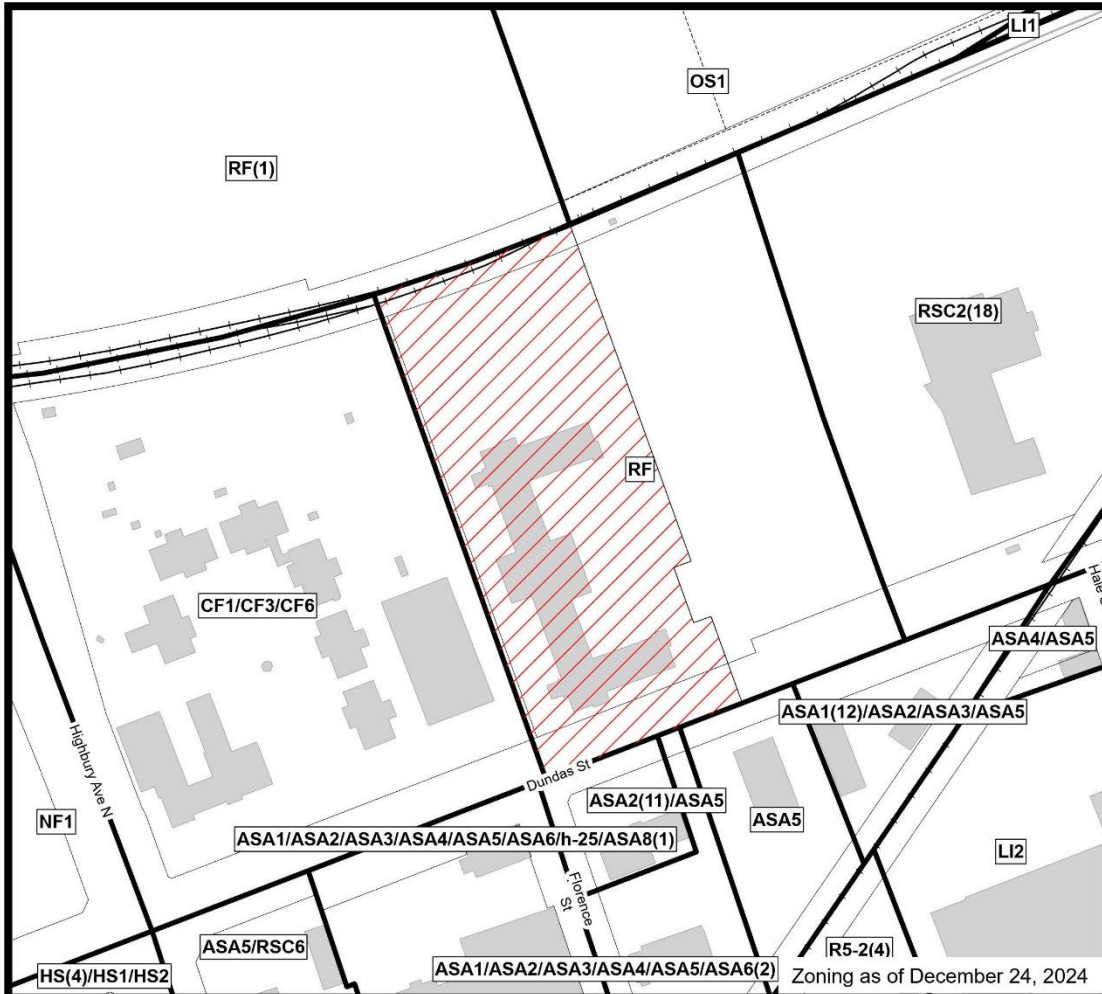 LI1
OS1
RF(1)
RSC2(18)
RF
CF1/CF3/CF6
ASA4/ASA5
ASA1(12)/ASA2/ASA3/ASA5
Highbury Ave N
Dundas St
ASA2(11)/ASA5
NF1
ASA5
ASA1/ASA2/ASA3/ASA4/ASA5/ASA6/h-25/ASA8(1)
LI2
Florence
St
ASA5/RSC6
R5-2(4)
HS(4)/HS1/HS2
ASA1/ASA2/ASA3/ASA4/ASA5/ASA6(2)
Zoning as of December 24, 2024